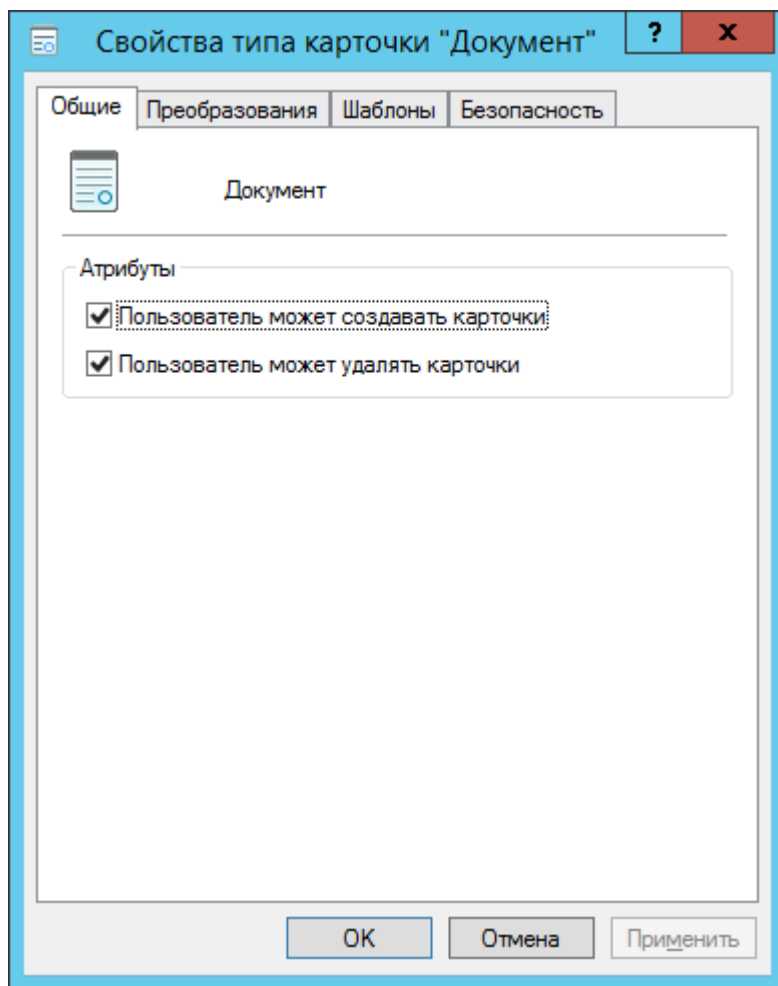 Свойства типа карточки "Документ"
?
x
Общие
Преобразования
Шаблоны
Безопасность
Документ
Атрибуты
Пользователь может создавать карточки
Пользователь может удалять карточки
OK
Отмена
Применить